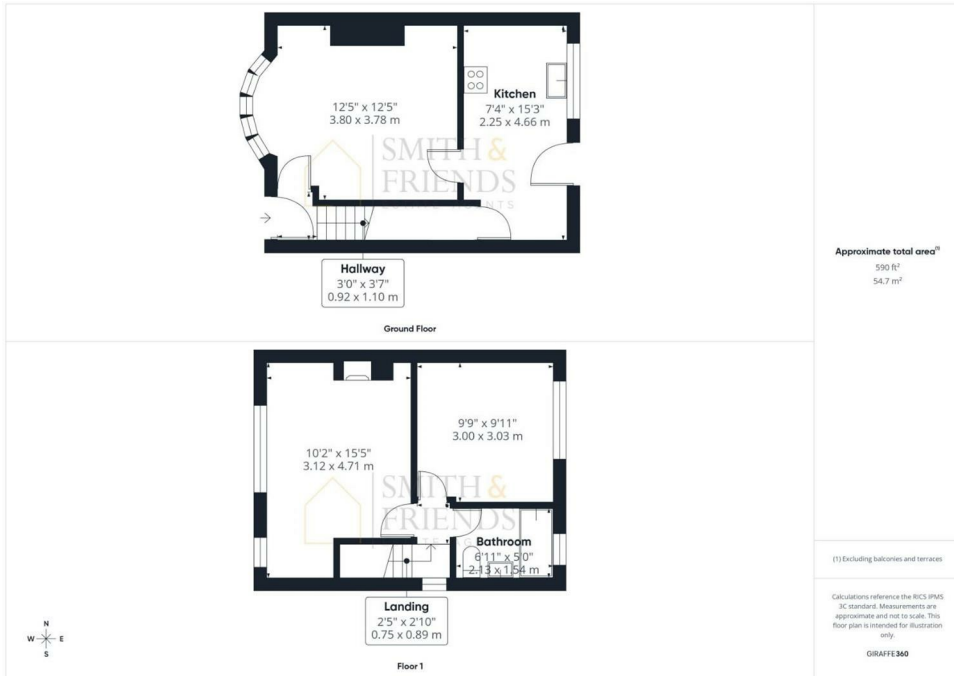 12'5" x 12'5"
3.80 x 3.78 m
Kitchen
7'4" x 15'3"
2.25 x 4.66 m
SMITH &
FRIENDS
Hallway
3'0" x 3'7"
0.92 x 1.10 m
Ground Floor
Approximate total area(1)
590 ft²
54.7 m²
10'2" x 15'5"
3.12 x 4.71 m
9'9" x 9'11"
3.00 x 3.03 m
SMITH &
FRIENDS
Bathroom
6'11" x 5'0"
2.13 x 1.54 m
Landing
2'5" x 2'10"
0.75 x 0.89 m
Floor 1
N
W E
S
(1) Excluding balconies and terraces
Calculations reference the RICS IPMS
3C standard. Measurements are
approximate and not to scale. This
floor plan is intended for illustration
only.
GIRAFFE360